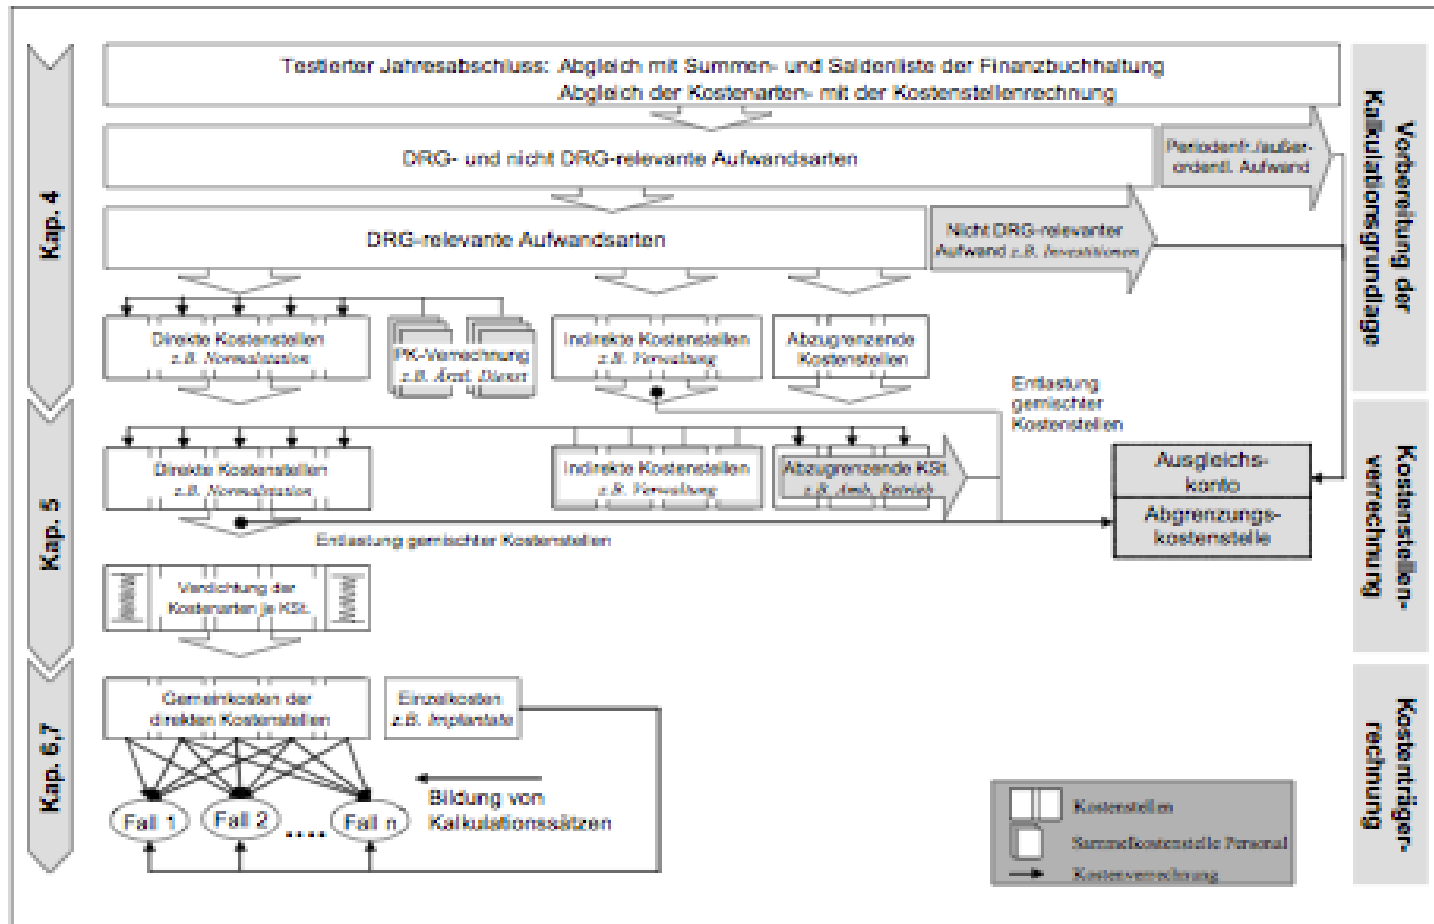 Testierter Jahresabschluss: Abgleich mit Summen- und Saldenliste der Finanzbuchhaltung
Abgleich der Kostenarten- mit der Kostenstellenrechnung
DRG- und nicht DRG-relevante Aufwandsarten
Periodenfr./außer-
ordentl. Aufwand
DRG-relevante Aufwandsarten
Nicht DRG-relevanter
Aufwand z.B. Investitionen
Kap. 4
Vorbereitung der
Kalkulationsgrundlage
Direkte Kostenstellen
z.B. Normalstation
PK-Verrechnung
z.B. Ärztl. Dienst
Indirekte Kostenstellen
z.B. Verwaltung
Abzugrenzende
Kostenstellen
Entlastung
gemischter
Kostenstellen
Kap. 5
Kostenstellen-
verrechnung
Direkte Kostenstellen
z.B. Normalstation
Indirekte Kostenstellen
z.B. Verwaltung
Abzugrenzende KSt.
z.B. Amb. Betrieb
Ausgleichs-
konto
Abgrenzungs-
kostenstelle
Entlastung gemischter Kostenstellen
Verdichtung der
Kostenarten je KSt.
Kap. 6,7
Kostenträger-
rechnung
Gemeinkosten der
direkten Kostenstellen
Einzelkosten
z.B. Implantate
Bildung von
Kalkulationssätzen
Fall 1
Fall 2
....
Fall n
Kostenstellen
Sammelkostenstelle Personal
Kostenverrechnung